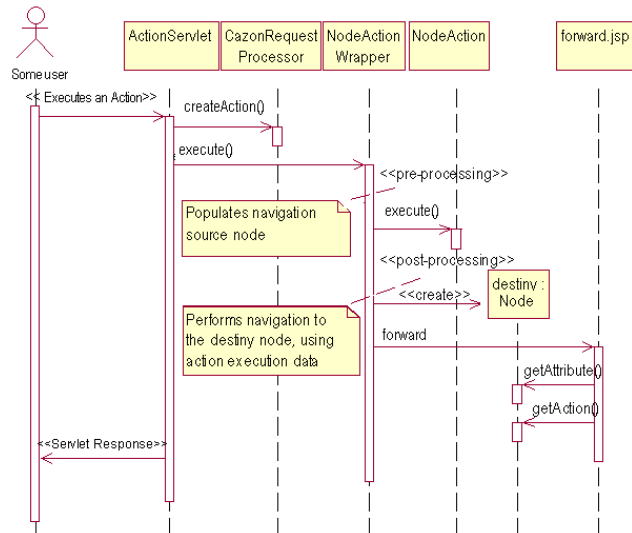 ActionServlet
CazonRequest
Processor
NodeAction
Wrapper
NodeAction
forward.jsp
Someuser
<< Executes an Action>>
createAction()
execute()
<<pre-processing>>
Populates navigation
source node
execute()
<<post-processing>>
destiny :
Node
<<create>>
Performs navigation to
the destiny node, using
action execution data
forward
getAttribute()
getAction()
<<Servlet Response>>